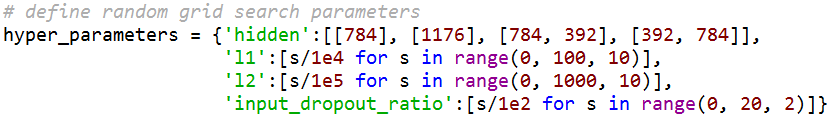 # define random grid search parameters
hyper_parameters = {'hidden':[[784], [1176], [784, 392], [392, 784]],
'l1':[s/1e4 for s in range(0, 100, 10)],
'l2':[s/1e5 for s in range(0, 1000, 10)],
'input_dropout_ratio':[s/1e2 for s in range(0, 20, 2)]}